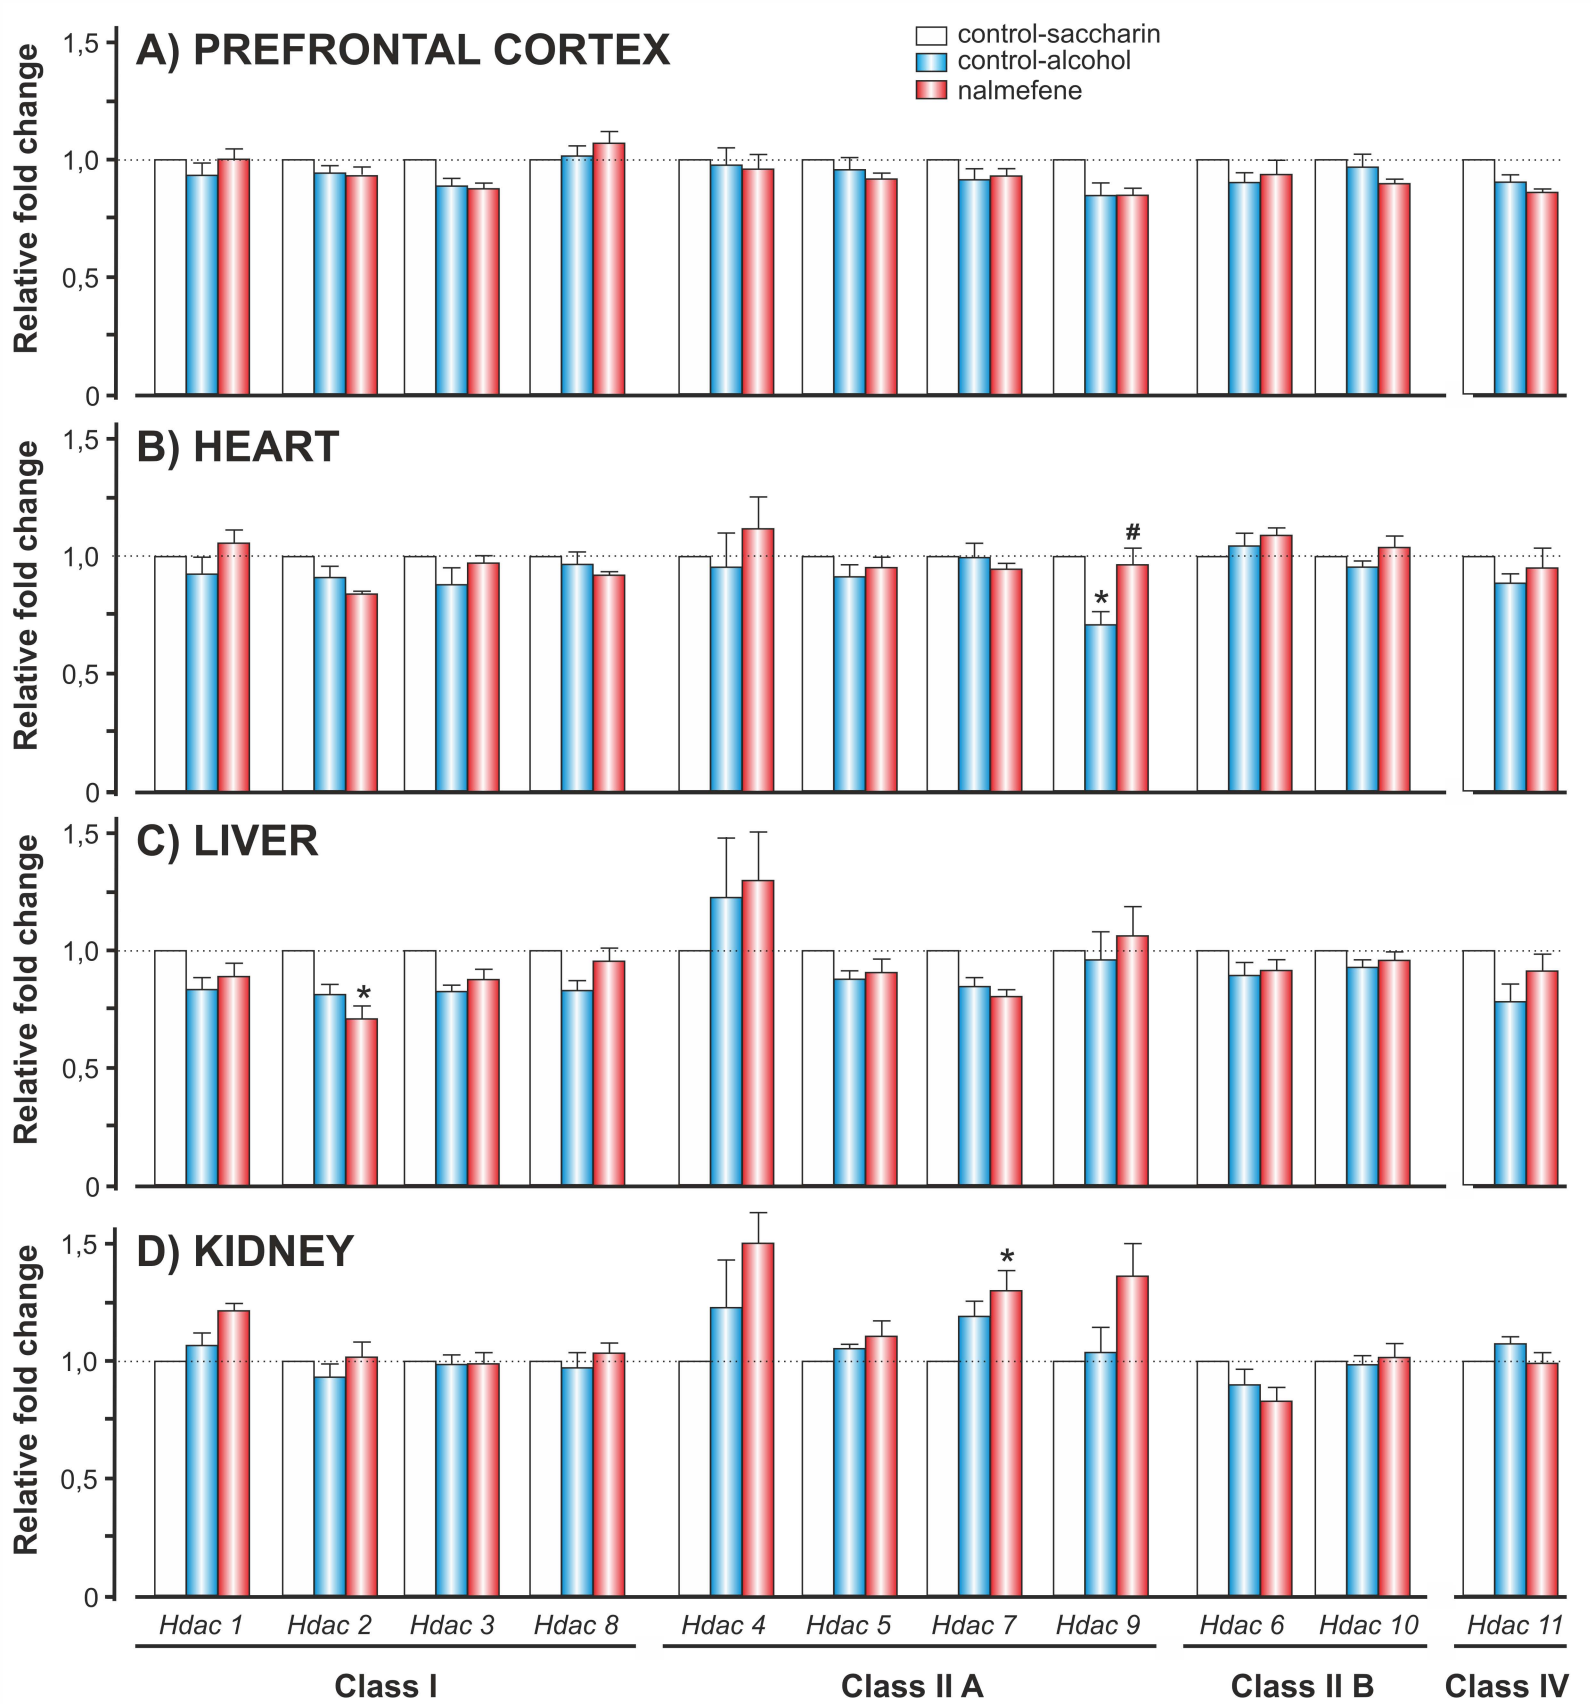 1,5
A) PREFRONTAL CORTEX
control-saccharin
control-alcohol
nalmefene
Relative fold change
1,0
0,5
0
1,5
B) HEART
Relative fold change
1,0
#
*
0,5
0
1,5
C) LIVER
Relative fold change
1,0
*
0,5
0
1,5
D) KIDNEY
*
Relative fold change
1,0
0,5
0
Hdac 1 Hdac 2 Hdac 3 Hdac 8 Hdac 4 Hdac 5 Hdac 7 Hdac 9 Hdac 6 Hdac 10 Hdac 11
Class I Class II A Class II B Class IV